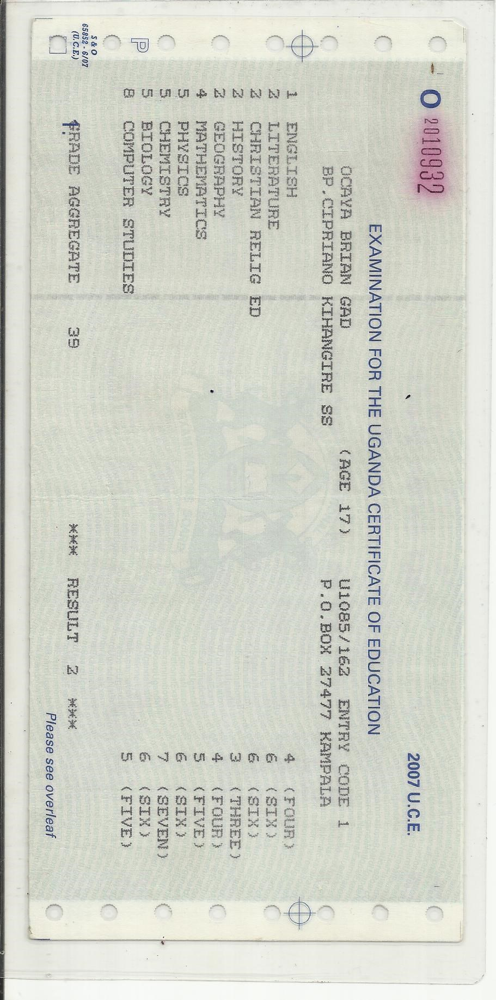 O 2010932
2007 U.C.E.
EXAMINATION FOR THE UGANDA CERTIFICATE OF EDUCATION
OCAYA BRIAN GAD (AGE 17) U1085/162 ENTRY CODE 1
BP.CIPRIANO KIHANGIRE SS P.O.BOX 27477 KAMPALA
1 ENGLISH 4 (FOUR)
2 LITERATURE 6 (SIX)
2 CHRISTIAN RELIG ED 6 (SIX)
2 HISTORY 3 (THREE)
2 GEOGRAPHY 4 (FOUR)
4 MATHEMATICS 5 (FIVE)
5 PHYSICS 6 (SIX)
5 CHEMISTRY 7 (SEVEN)
5 BIOLOGY 6 (SIX)
8 COMPUTER STUDIES 5 (FIVE)
1. GRADE AGGREGATE 39 *** RESULT 2 ***
Please see overleaf
P
S & O
65852 - 6/07
(U.C.E.)